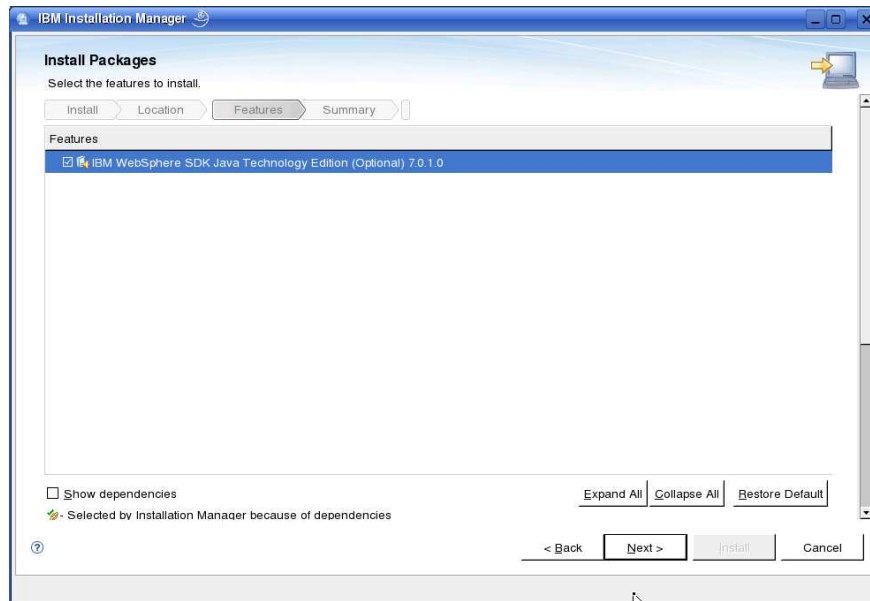 IBM Installation Manager
Install Packages
Select the features to install.
Install Location Features Summary
Features
IBM WebSphere SDK Java Technology Edition (Optional) 7.0.1.0
Show dependencies Expand All Collapse All Restore Default
- Selected by Installation Manager because of dependencies
? < Back Next > Install Cancel